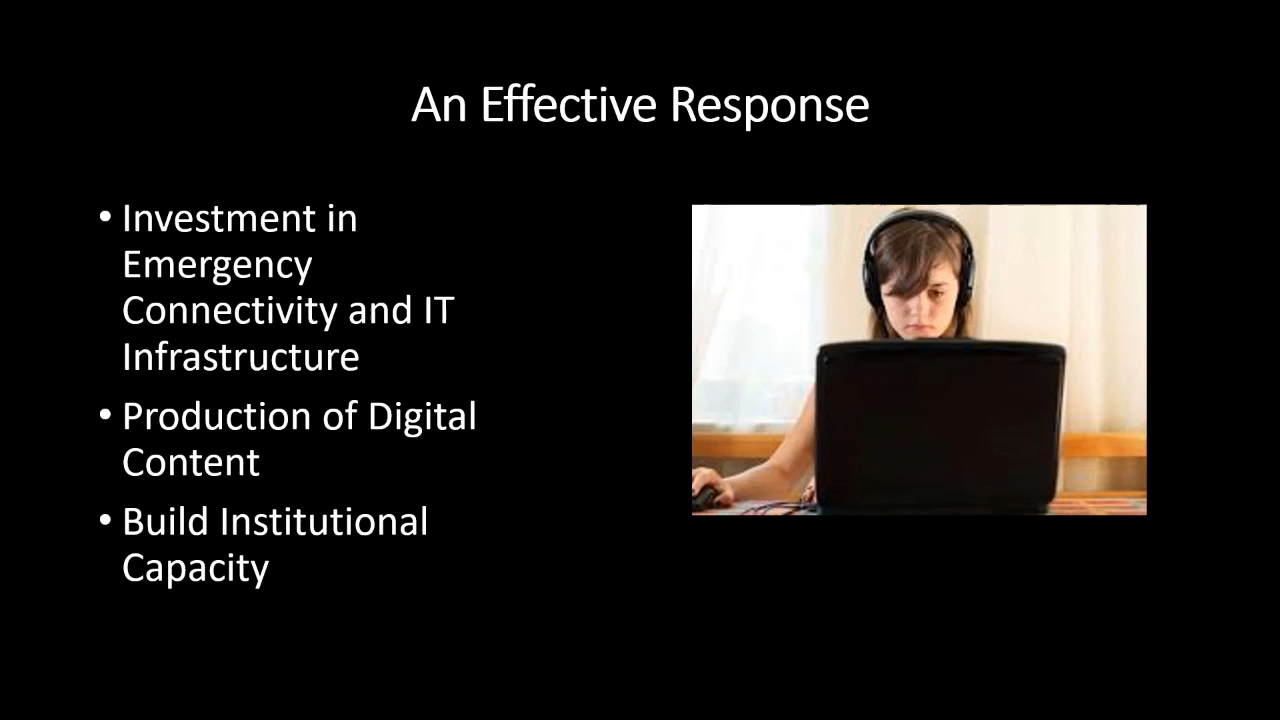 An Effective Response
• Investment in
Emergency
Connectivity and IT
Infrastructure
• Production of Digital
Content
• Build Institutional
Capacity